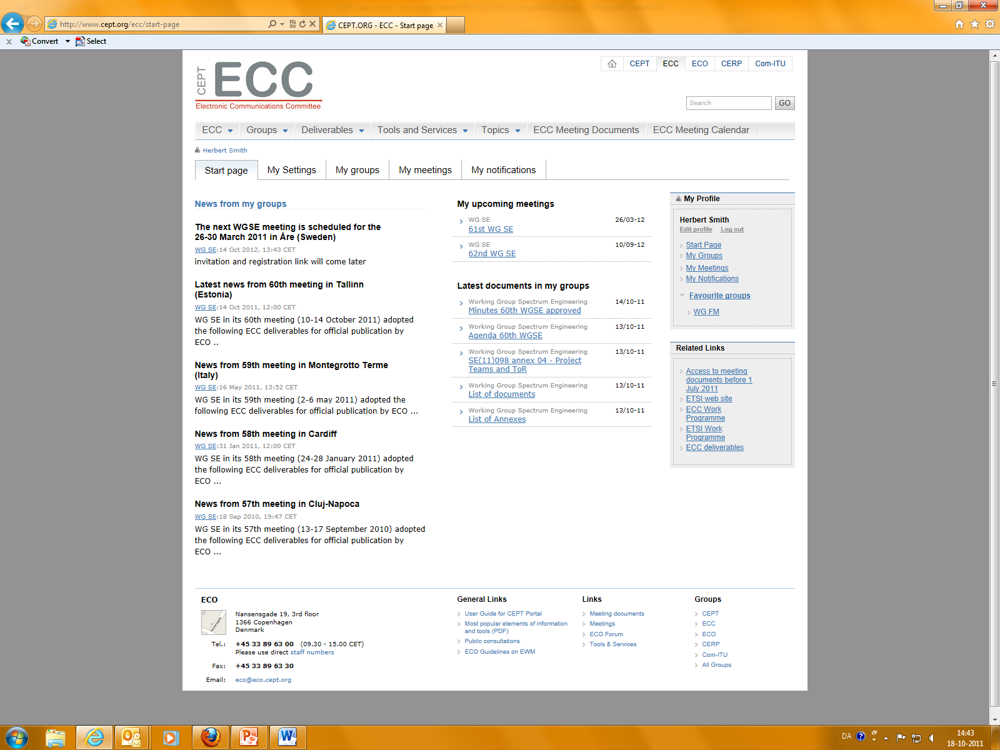 http://www.cept.org/ecc/start-page
CEPT.ORG - ECC - Start page
x Convert Select
CEPT ECC
Electronic Communications Committee
CEPT ECC ECO CERP Com-ITU
Search GO
ECC Groups Deliverables Tools and Services Topics ECC Meeting Documents ECC Meeting Calendar
Herbert Smith
Start page My Settings My groups My meetings My notifications
News from my groups
The next WGSE meeting is scheduled for the
26-30 March 2011 in Åre (Sweden)
WG SE:14 Oct 2012, 13:43 CET
invitation and registration link will come later
Latest news from 60th meeting in Tallinn
(Estonia)
WG SE:14 Oct 2011, 12:00 CET
WG SE in its 60th meeting (10-14 October 2011) adopted
the following ECC deliverables for official publication by
ECO ..
News from 59th meeting in Montegrotto Terme
(Italy)
WG SE:16 May 2011, 13:52 CET
WG SE in its 59th meeting (2-6 may 2011) adopted the
following ECC deliverables for official publication by ECO ...
News from 58th meeting in Cardiff
WG SE:31 Jan 2011, 12:00 CET
WG SE in its 58th meeting (24-28 January 2011) adopted
the following ECC deliverables for official publication by
ECO ...
News from 57th meeting in Cluj-Napoca
WG SE:18 Sep 2010, 19:47 CET
WG SE in its 57th meeting (13-17 September 2010) adopted
the following ECC deliverables for official publication by
ECO ...
My upcoming meetings
WG SE 26/03-12
61st WG SE
WG SE 10/09-12
62nd WG SE
Latest documents in my groups
Working Group Spectrum Engineering 14/10-11
Minutes 60th WGSE approved
Working Group Spectrum Engineering 13/10-11
Agenda 60th WGSE
Working Group Spectrum Engineering 13/10-11
SE(11)098 annex 04 - Project
Teams and ToR
Working Group Spectrum Engineering 13/10-11
List of documents
Working Group Spectrum Engineering 13/10-11
List of Annexes
My Profile
Herbert Smith
Edit profile Log out
Start Page
My Groups
My Meetings
My Notifications
Favourite groups
WG FM
Related Links
Access to meeting
documents before 1
July 2011
ETSI web site
ECC Work
Programme
ETSI Work
Programme
ECC deliverables
ECO
Nansensgade 19, 3rd floor
1366 Copenhagen
Denmark
Tel.: +45 33 89 63 00 (09.30 - 15.00 CET)
Please use direct staff numbers
Fax: +45 33 89 63 30
Email: eco@eco.cept.org
General Links
User Guide for CEPT Portal
Most popular elements of information
and tools (PDF)
Public consultations
ECO Guidelines on EWM
Links
Meeting documents
Meetings
ECO Forum
Tools & Services
Groups
CEPT
ECC
ECO
CERP
Com-ITU
All Groups
DA
14:43
18-10-2011